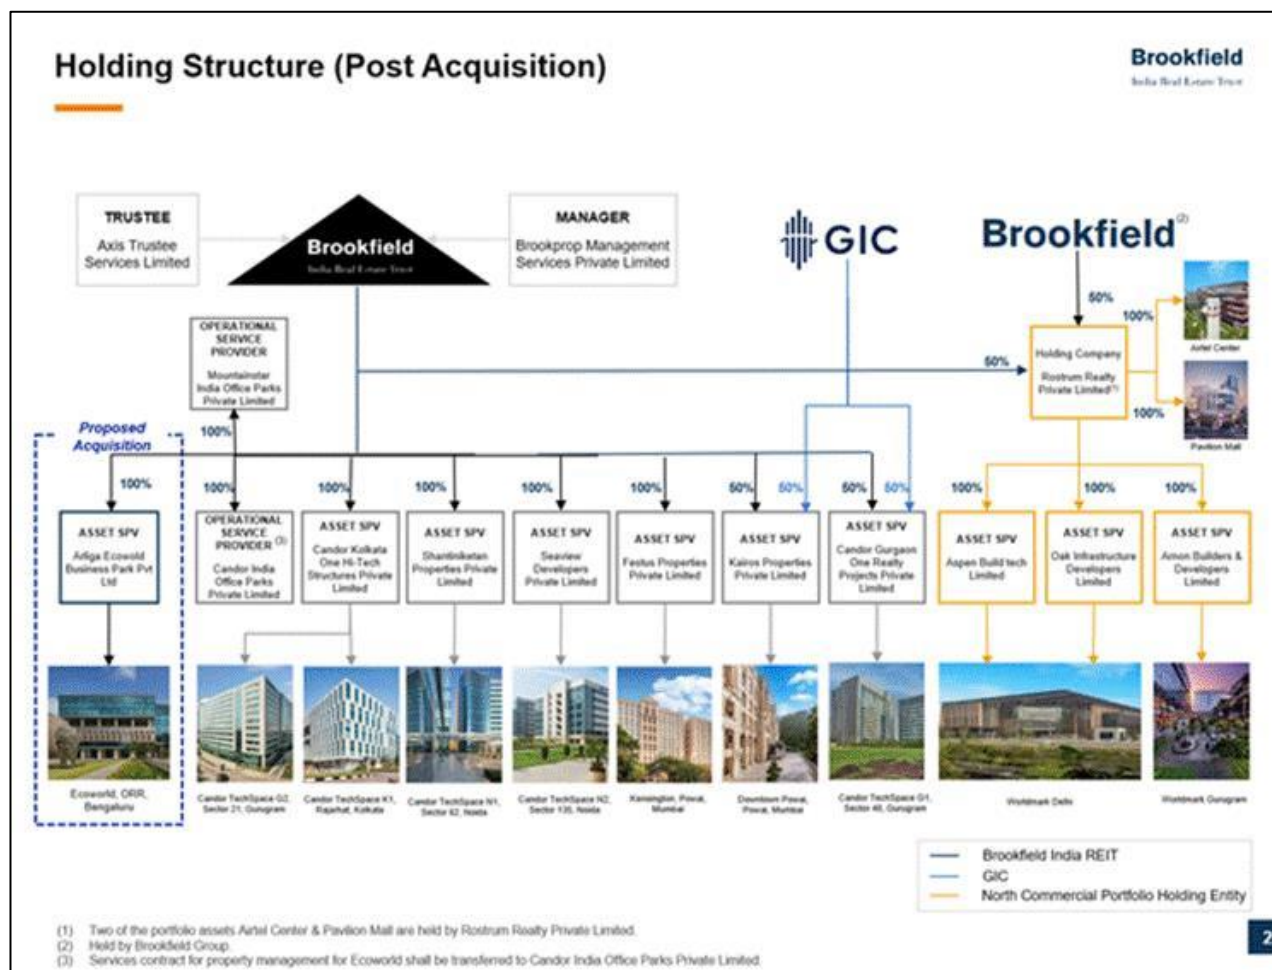 Holding Structure (Post Acquisition)
Brookfield
India Real Estate Trust
TRUSTEE
Axis Trustee
Services Limited
Brookfield
India Real Estate Trust
MANAGER
Brookprop Management
Services Private Limited
GIC
Brookfield (2)
50%
100%
Airtel Center
OPERATIONAL
SERVICE
PROVIDER
Mountainstar
India Office Parks
Private Limited
50%
Holding Company
Rostrum Realty
Private Limited(1)
100%
Pavilion Mall
Proposed
Acquisition
100%
100%
100%
100%
100%
100%
100%
50%
50%
50%
50%
100%
100%
100%
ASSET SPV
Arliga Ecowold
Business Park Pvt
Ltd
OPERATIONAL
SERVICE
PROVIDER (3)
Candor India
Office Parks
Private Limited
ASSET SPV
Candor Kolkata
One Hi-Tech
Structures Private
Limited
ASSET SPV
Shantiniketan
Properties Private
Limited
ASSET SPV
Seaview
Developers
Private Limited
ASSET SPV
Festus Properties
Private Limited
ASSET SPV
Kairos Properties
Private Limited
ASSET SPV
Candor Gurgaon
One Realty
Projects Private
Limited
ASSET SPV
Aspen Build tech
Limited
ASSET SPV
Oak Infrastructure
Developers
Limited
ASSET SPV
Arnon Builders &
Developers
Limited
Ecoworld, ORR,
Bengaluru
Candor TechSpace G2,
Sector 21, Gurugram
Candor TechSpace K1,
Rajarhat, Kolkata
Candor TechSpace N1,
Sector 62, Noida
Candor TechSpace N2,
Sector 135, Noida
Kensington, Powai,
Mumbai
Downtown Powai,
Powai, Mumbai
Candor TechSpace G1,
Sector 48, Gurugram
Worldmark Delhi
Worldmark Gurugram
Brookfield India REIT
GIC
North Commercial Portfolio Holding Entity
(1) Two of the portfolio assets Airtel Center & Pavilion Mall are held by Rostrum Realty Private Limited.
(2) Held by Brookfield Group.
(3) Services contract for property management for Ecoworld shall be transferred to Candor India Office Parks Private Limited.
2